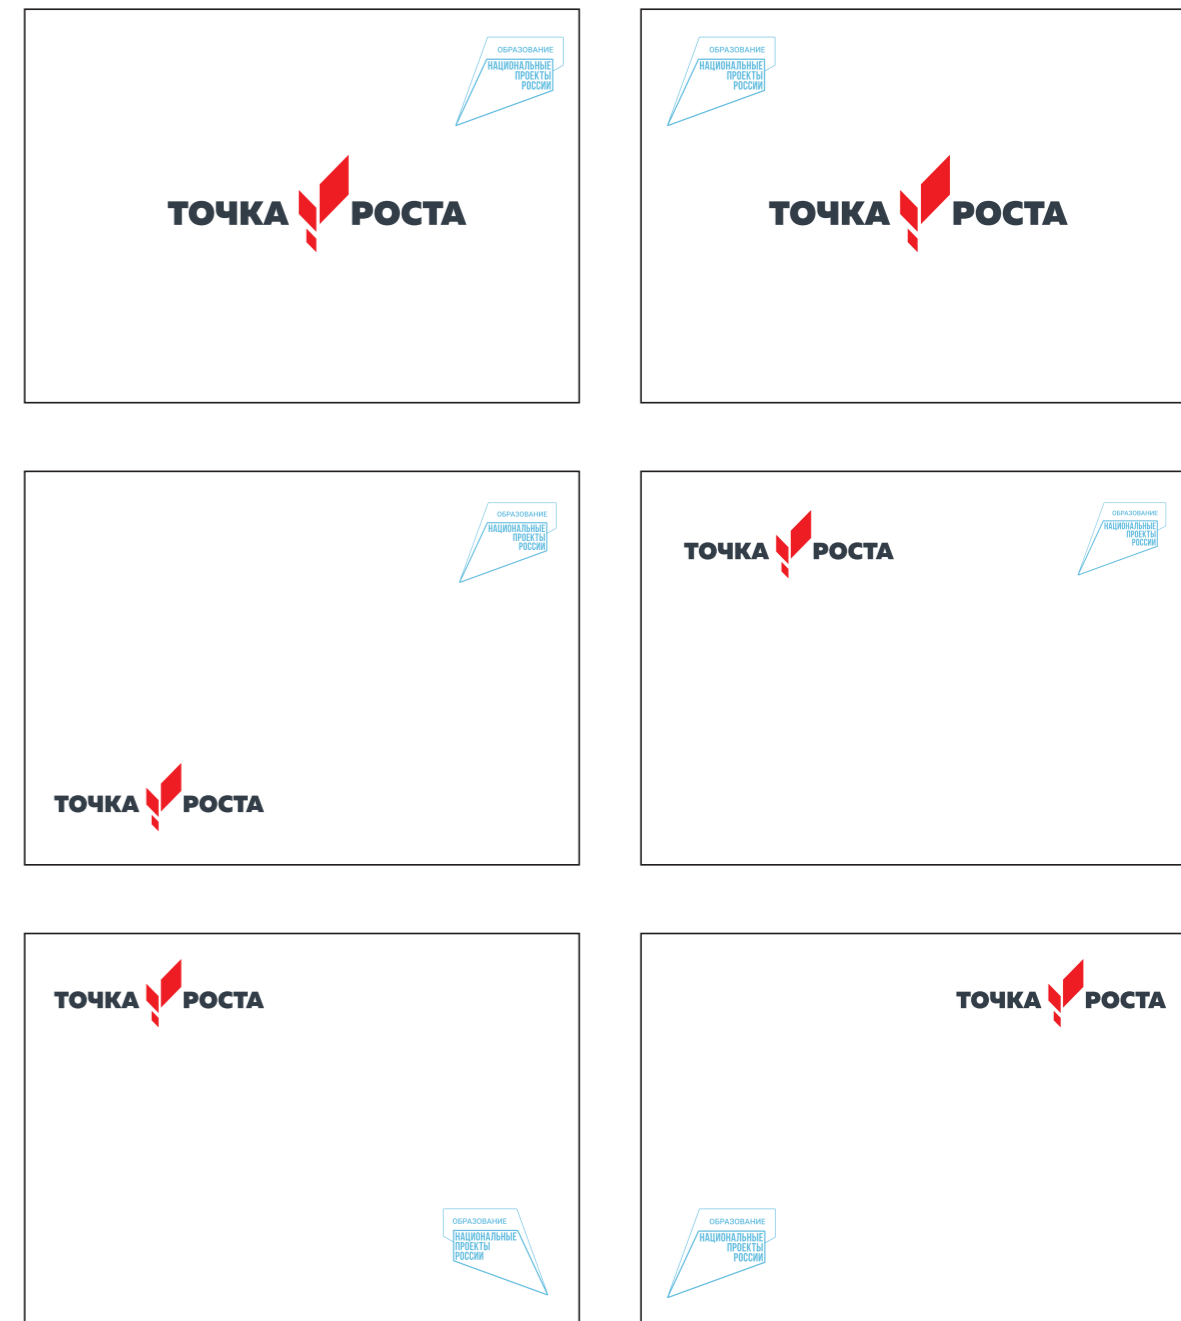 ОБРАЗОВАНИЕ
НАЦИОНАЛЬНЫЕ
ПРОЕКТЫ
РОССИИ
ТОЧКА РОСТА
ОБРАЗОВАНИЕ
НАЦИОНАЛЬНЫЕ
ПРОЕКТЫ
РОССИИ
ТОЧКА РОСТА
ОБРАЗОВАНИЕ
НАЦИОНАЛЬНЫЕ
ПРОЕКТЫ
РОССИИ
ТОЧКА РОСТА
ТОЧКА РОСТА
ОБРАЗОВАНИЕ
НАЦИОНАЛЬНЫЕ
ПРОЕКТЫ
РОССИИ
ТОЧКА РОСТА
ОБРАЗОВАНИЕ
НАЦИОНАЛЬНЫЕ
ПРОЕКТЫ
РОССИИ
ТОЧКА РОСТА
ОБРАЗОВАНИЕ
НАЦИОНАЛЬНЫЕ
ПРОЕКТЫ
РОССИИ